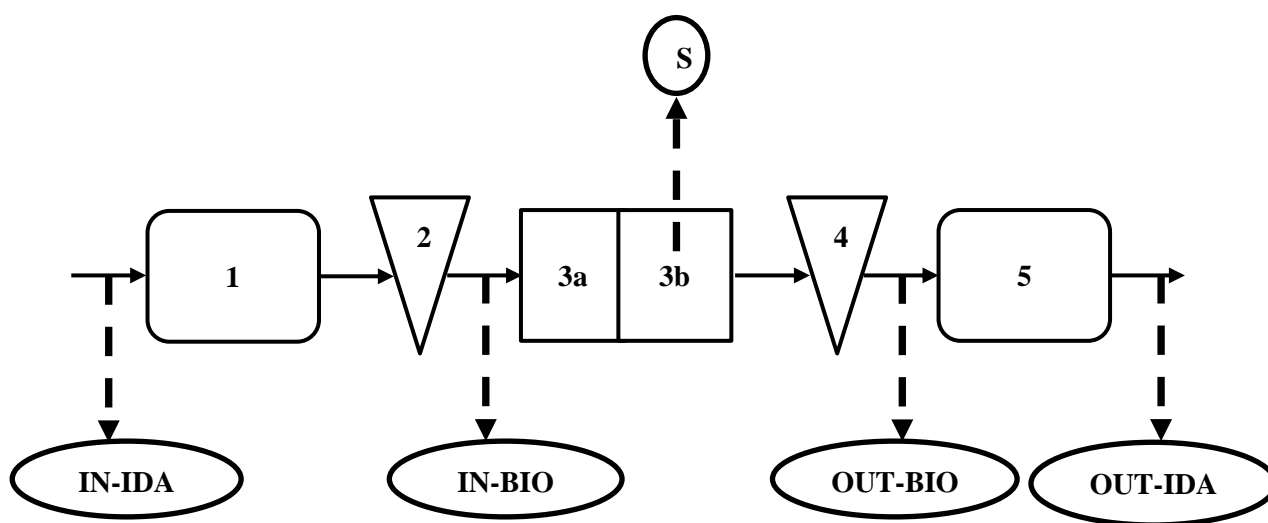 S
2
4
1
3a
3b
5
IN-IDA
IN-BIO
OUT-BIO
OUT-IDA